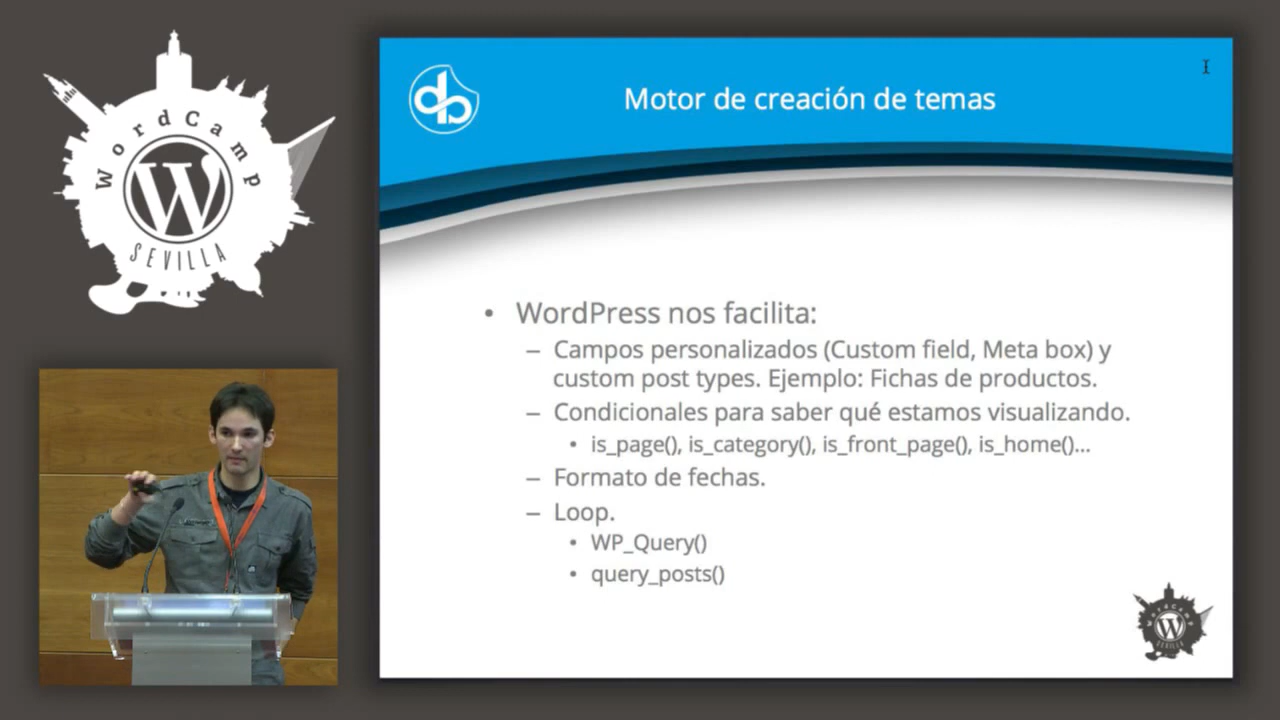 WordCamp
SEVILLA
Motor de creación de temas
• WordPress nos facilita:
– Campos personalizados (Custom field, Meta box) y
custom post types. Ejemplo: Fichas de productos.
– Condicionales para saber qué estamos visualizando.
• is_page(), is_category(), is_front_page(), is_home()...
– Formato de fechas.
– Loop.
• WP_Query()
• query_posts()
WordCamp
SEVILLA